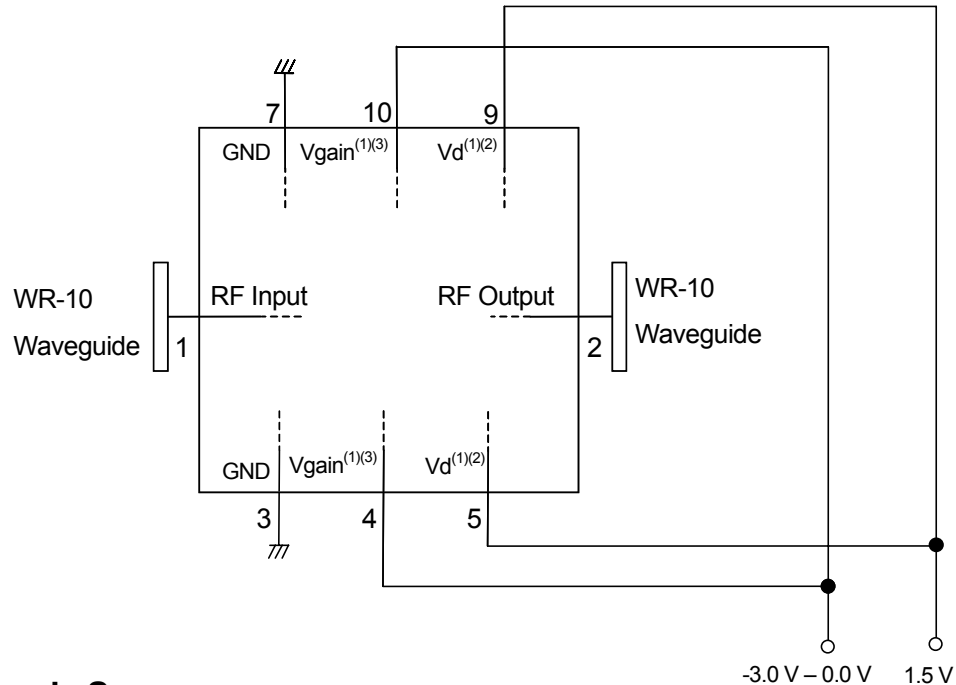 7
10
9
GND
Vgain(1)(3)
Vd(1)(2)
WR-10
Waveguide
1
RF Input
RF Output
2
WR-10
Waveguide
GND
Vgain(1)(3)
Vd(1)(2)
3
4
5
-3.0 V – 0.0 V
1.5 V